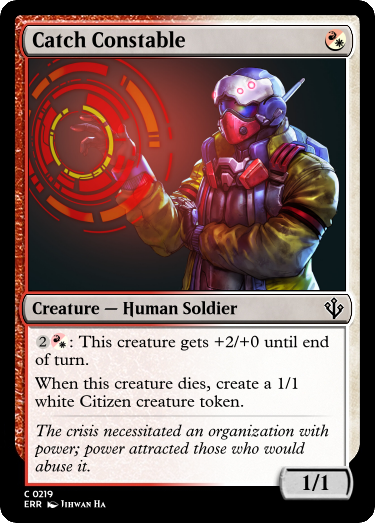 Catch Constable
Creature — Human Soldier
2: This creature gets +2/+0 until end
of turn.
When this creature dies, create a 1/1
white Citizen creature token.
The crisis necessitated an organization with
power; power attracted those who would
abuse it.
1/1
C 0219
ERR Jihwan Ha